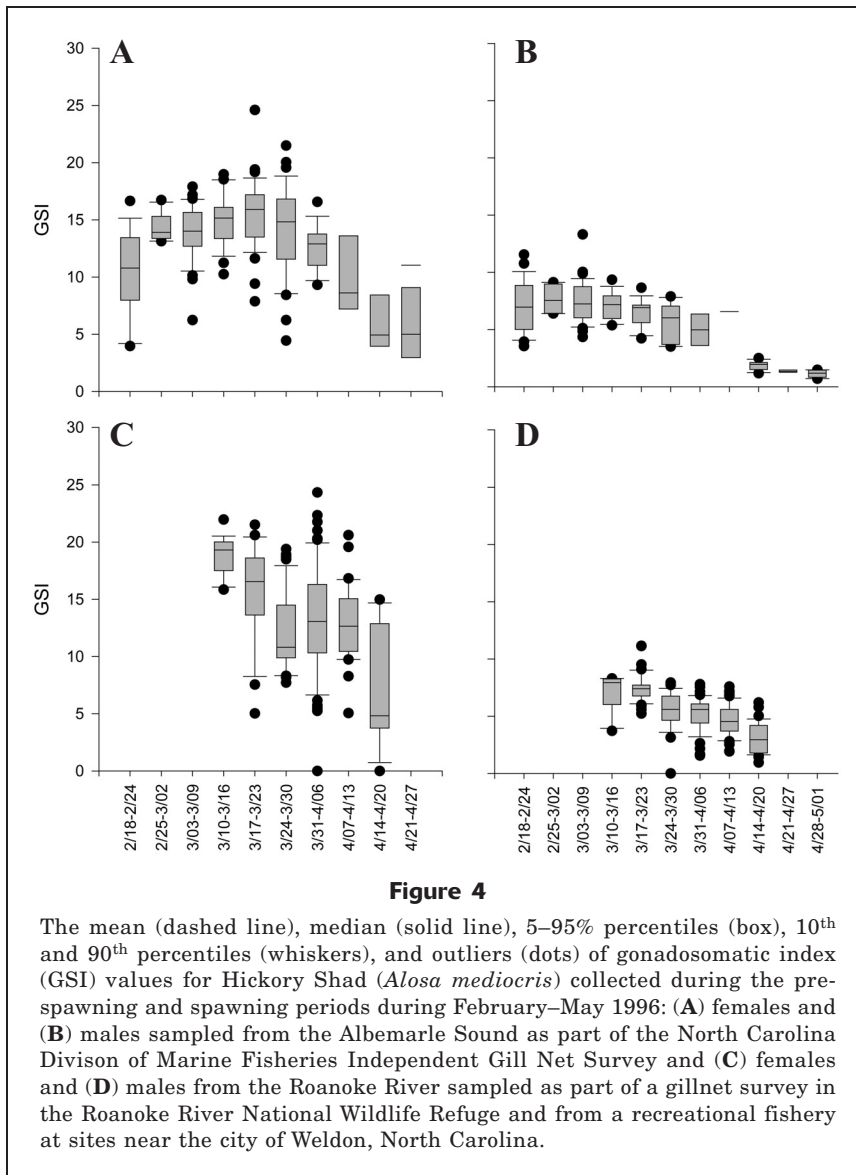 A
B
30
25
20
15
10
5
0
GSI
C
D
30
25
20
15
10
5
0
GSI
2/18-2/24
2/25-3/02
3/03-3/09
3/10-3/16
3/17-3/23
3/24-3/30
3/31-4/06
4/07-4/13
4/14-4/20
4/21-4/27
2/18-2/24
2/25-3/02
3/03-3/09
3/10-3/16
3/17-3/23
3/24-3/30
3/31-4/06
4/07-4/13
4/14-4/20
4/21-4/27
4/28-5/01
Figure 4
The mean (dashed line), median (solid line), 5–95% percentiles (box), 10th
and 90th percentiles (whiskers), and outliers (dots) of gonadosomatic index
(GSI) values for Hickory Shad (Alosa mediocris) collected during the pre-
spawning and spawning periods during February–May 1996: (A) females and
(B) males sampled from the Albemarle Sound as part of the North Carolina
Divison of Marine Fisheries Independent Gill Net Survey and (C) females
and (D) males from the Roanoke River sampled as part of a gillnet survey in
the Roanoke River National Wildlife Refuge and from a recreational fishery
at sites near the city of Weldon, North Carolina.